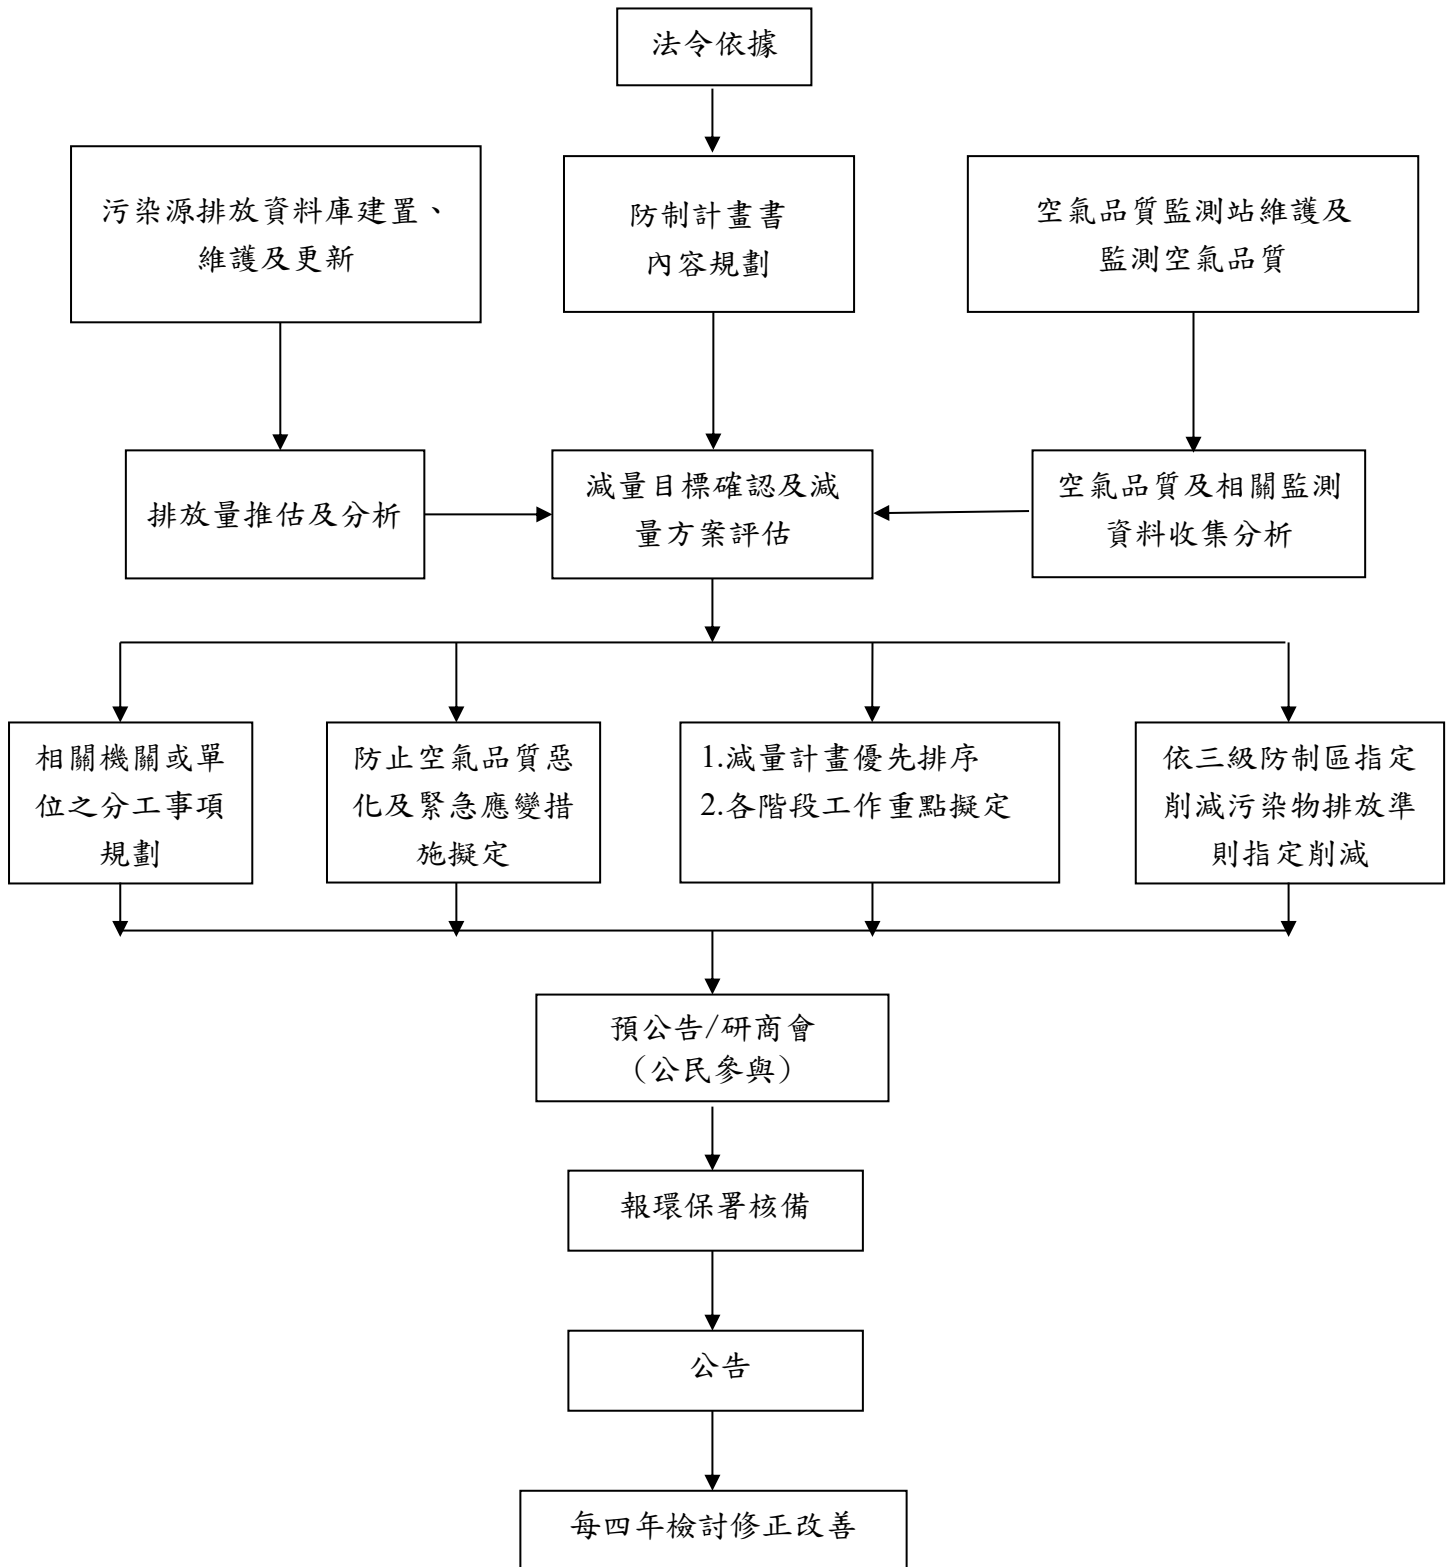 法令依據
污染源排放資料庫建置、
維護及更新
防制計畫書
內容規劃
空氣品質監測站維護及
監測空氣品質
排放量推估及分析
減量目標確認及減
量方案評估
空氣品質及相關監測
資料收集分析
相關機關或單
位之分工事項
規劃
防止空氣品質惡
化及緊急應變措
施擬定
1.減量計畫優先排序
2.各階段工作重點擬定
依三級防制區指定
削減污染物排放準
則指定削減
預公告/研商會
（公民參與）
報環保署核備
公告
每四年檢討修正改善